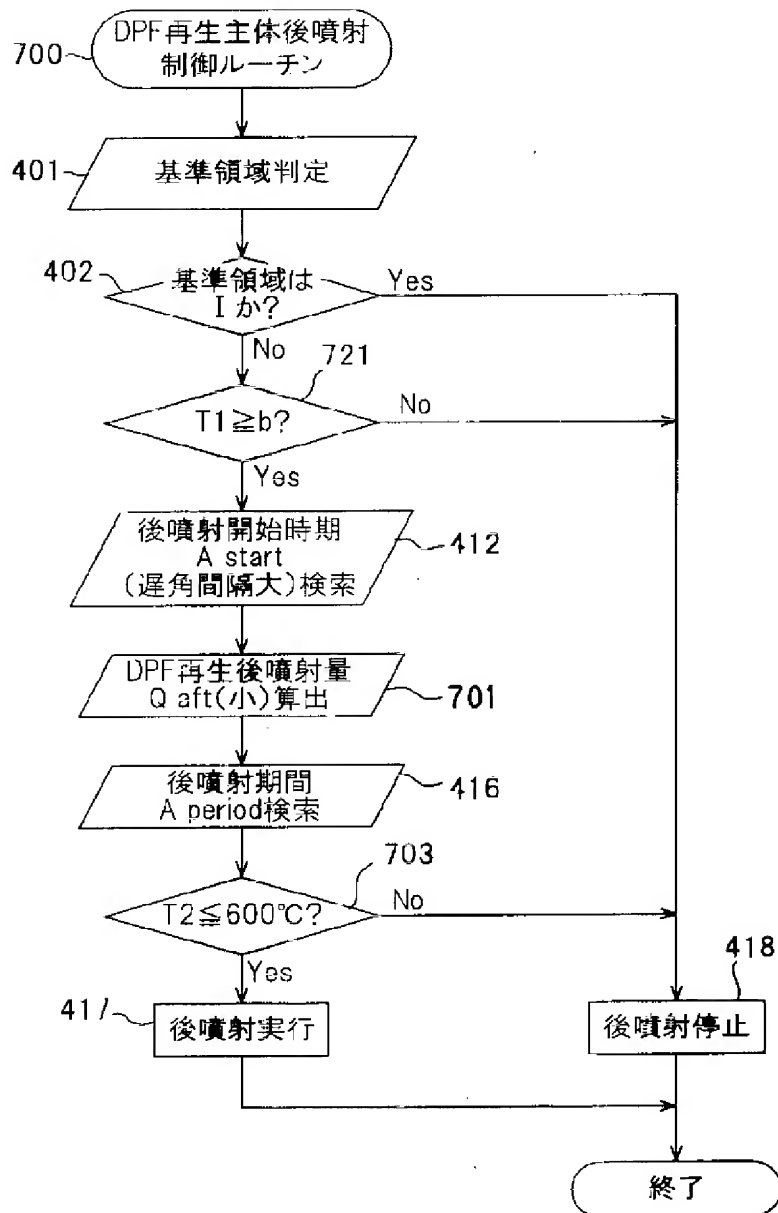 DPF再生主体後噴射
制御ルーチン
700
401
基準領域判定
402
基準領域は
I か?
Yes
No
721
T1≧b?
No
Yes
後噴射開始時期
A start
(遅角間隔大)検索
412
DPF再生後噴射量
Q aft(小)算出
701
後噴射期間
A period検索
416
703
T2≦600℃?
No
Yes
417
後噴射実行
418
後噴射停止
終了